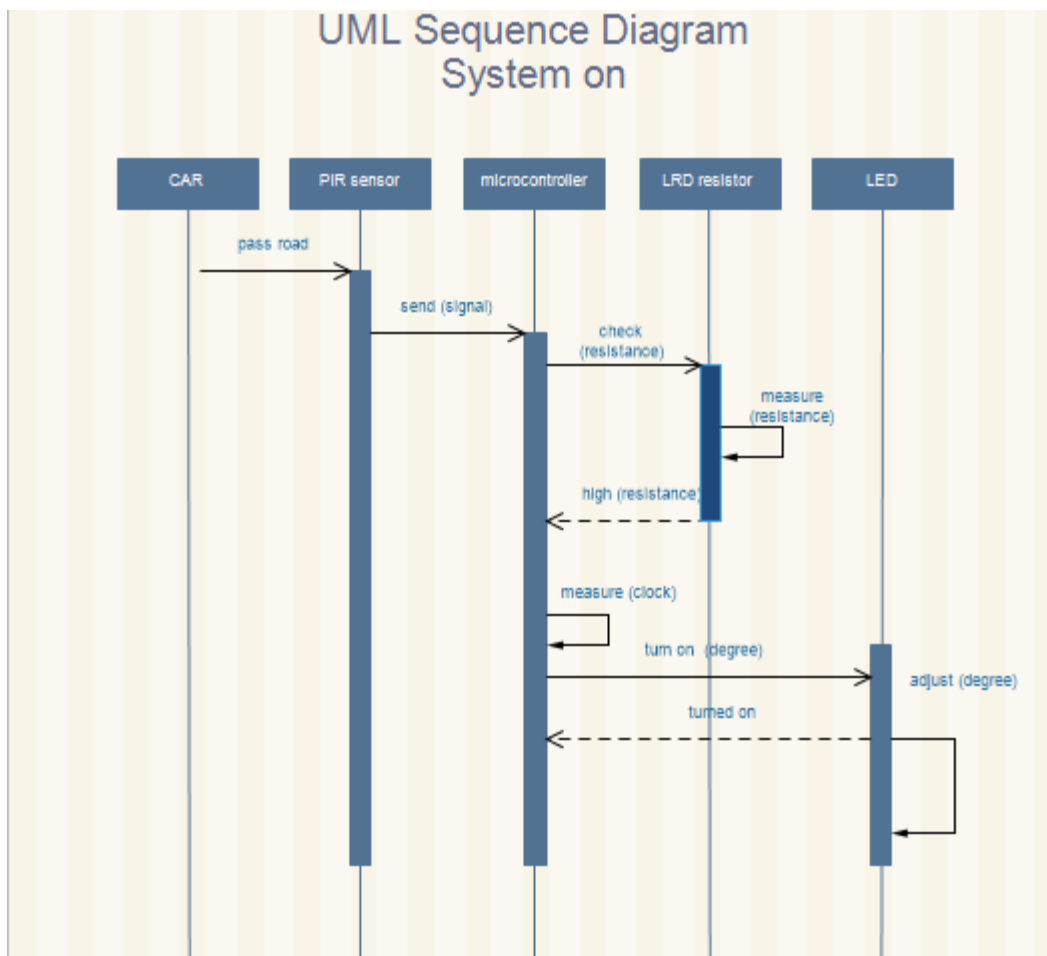 UML Sequence Diagram
System on
CAR
PIR sensor
microcontroller
LRD resistor
LED
pass road
send (signal)
check
(resistance)
measure
(resistance)
high (resistance)
measure (clock)
turn on (degree)
adjust (degree)
turned on